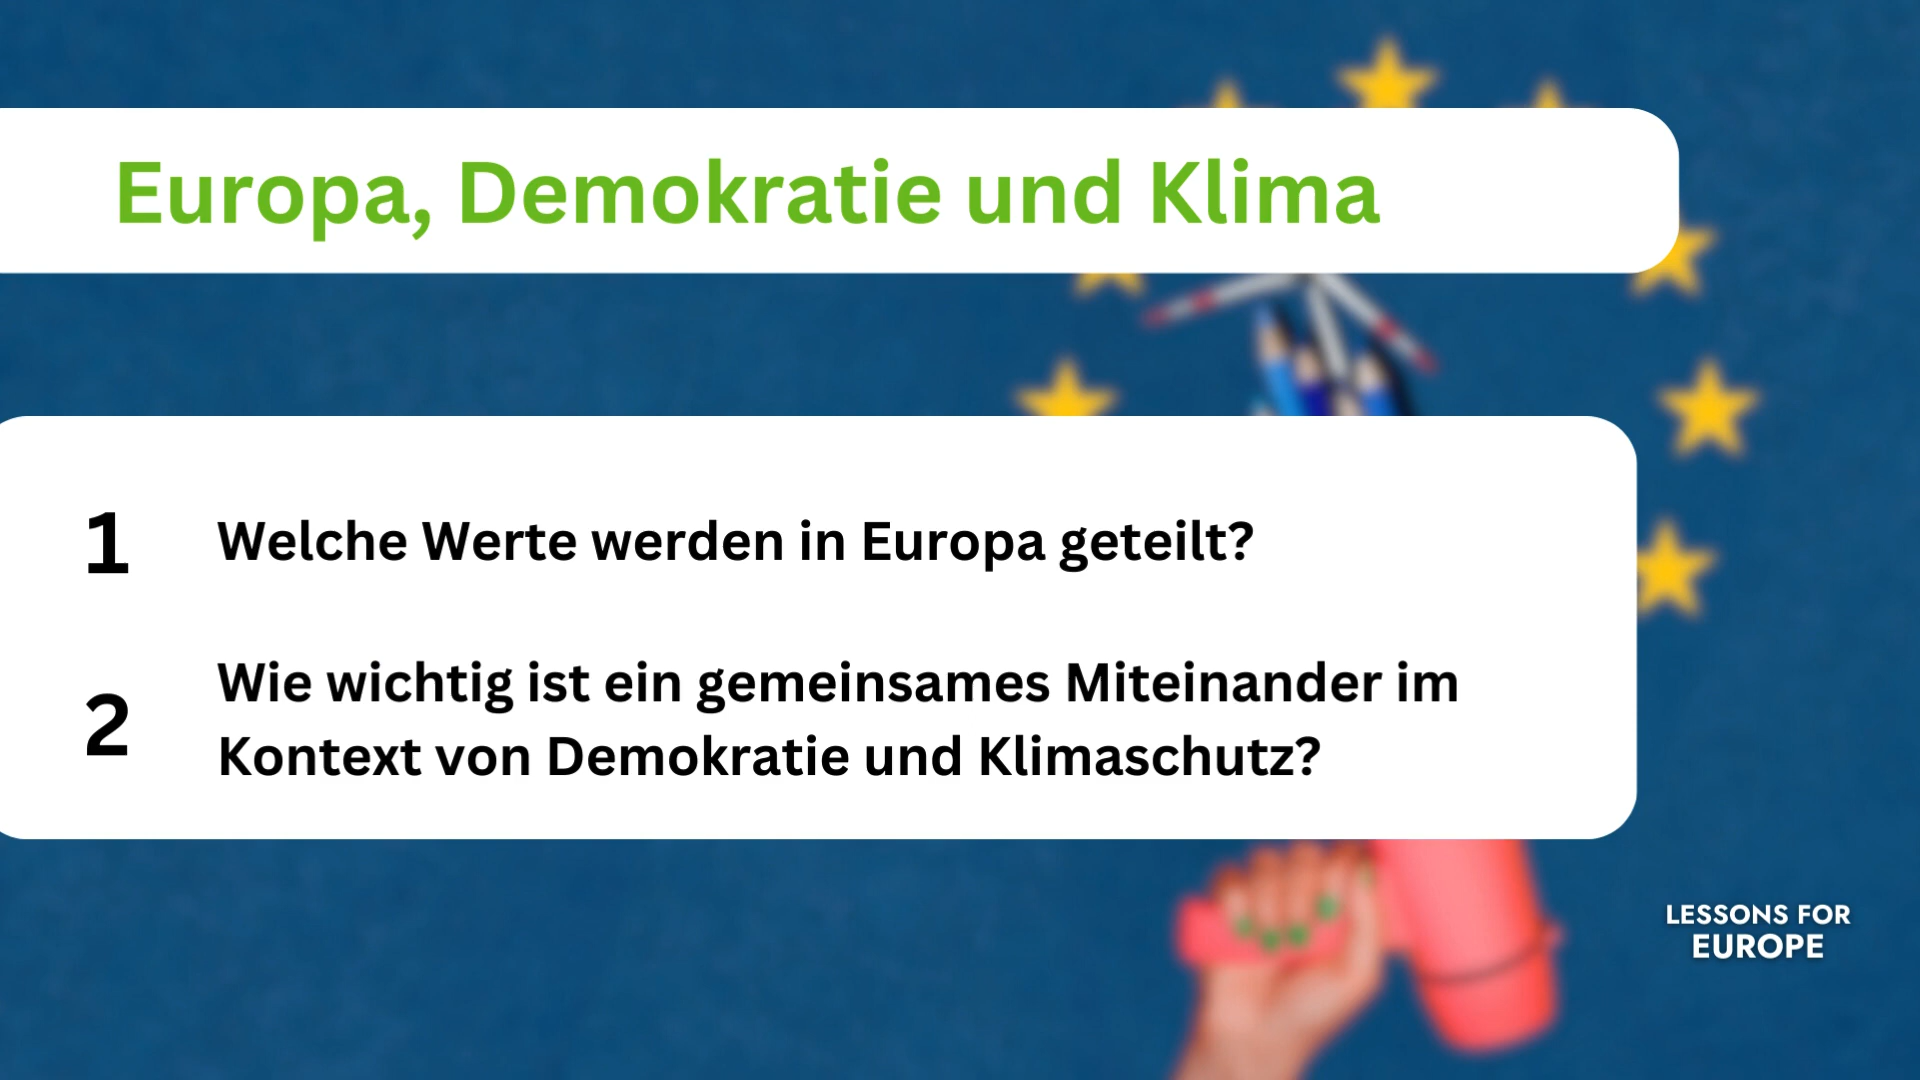 Europa, Demokratie und Klima
1
Welche Werte werden in Europa geteilt?
2
Wie wichtig ist ein gemeinsames Miteinander im
Kontext von Demokratie und Klimaschutz?
LESSONS FOR
EUROPE